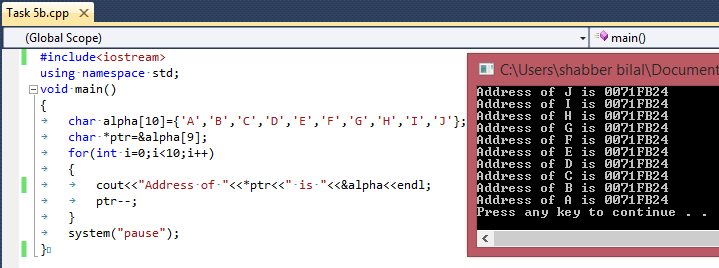 Task 5b.cpp
(Global Scope)
main()
#include<iostream>
using namespace std;
void main()
{
char alpha[10]={'A','B','C','D','E','F','G','H','I','J'};
char *ptr=&alpha[9];
for(int i=0;i<10;i++)
{
cout<<"Address of "<<*ptr<<" is "<<&alpha<<endl;
ptr--;
}
system("pause");
}
C:\Users\shabber bilal\Document
Address of J is 0071FB24
Address of I is 0071FB24
Address of H is 0071FB24
Address of G is 0071FB24
Address of F is 0071FB24
Address of E is 0071FB24
Address of D is 0071FB24
Address of C is 0071FB24
Address of B is 0071FB24
Address of A is 0071FB24
Press any key to continue . .